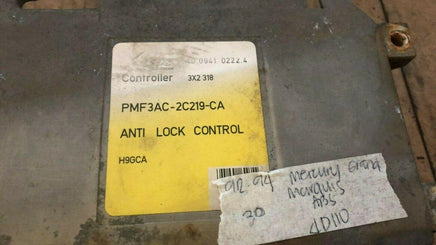 10.0941 0222.4
Controller 3X2 318
PMF3AC-2C219-CA
ANTI LOCK CONTROL
H9GCA
92-94 mercury Grand
marquis
30 ABS
4D110